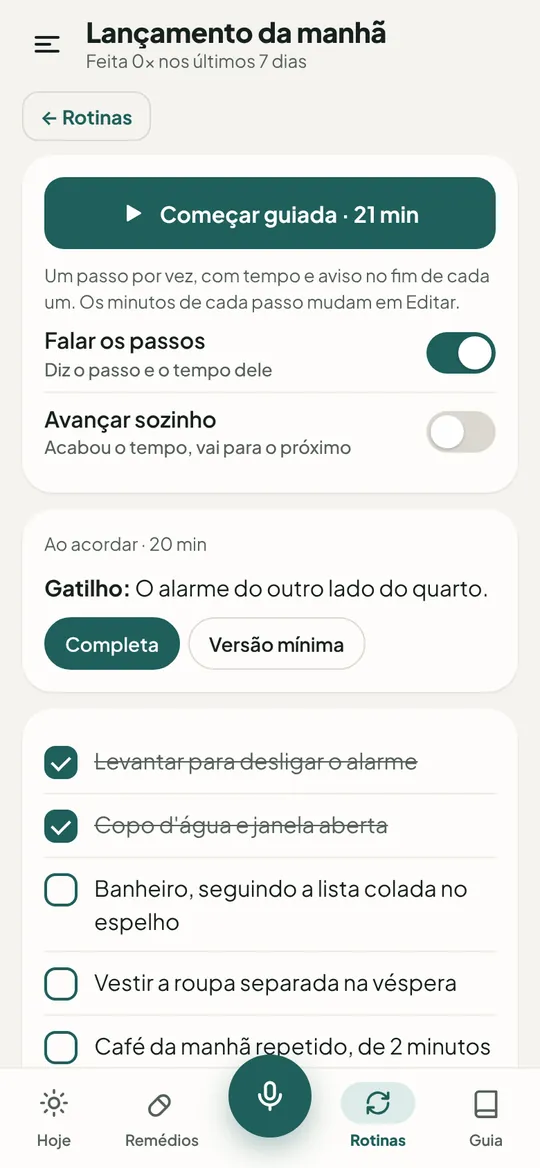 Lançamento da manhã
Feita 0× nos últimos 7 dias
← Rotinas
Começar guiada · 21 min
Um passo por vez, com tempo e aviso no fim de cada
um. Os minutos de cada passo mudam em Editar.
Falar os passos
Diz o passo e o tempo dele
Avançar sozinho
Acabou o tempo, vai para o próximo
Ao acordar · 20 min
Gatilho: O alarme do outro lado do quarto.
Completa
Versão mínima
Levantar para desligar o alarme
Copo d'água e janela aberta
Banheiro, seguindo a lista colada no
espelho
Vestir a roupa separada na véspera
Café da manhã repetido, de 2 minutos
Hoje
Remédios
Rotinas
Guia